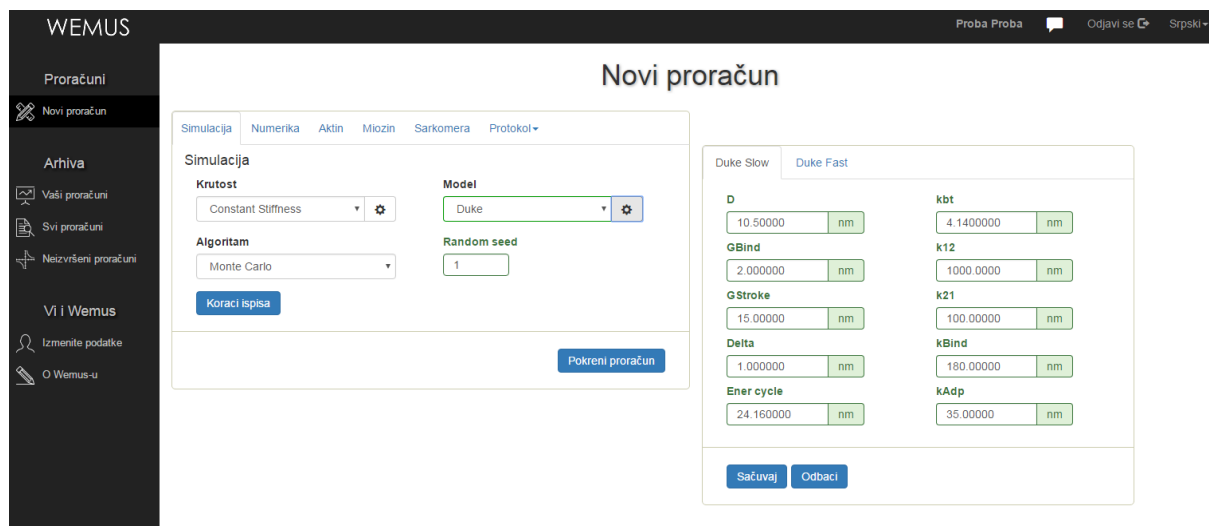 WEMUS
Proba Proba Odjavi se Srpski
Proračuni
Novi proračun
Arhiva
Vaši proračuni
Svi proračuni
Neizvršeni proračuni
Vi i Wemus
Izmenite podatke
O Wemus-u
Novi proračun
Simulacija Numerika Aktin Miozin Sarkomera Protokol
Simulacija
Krutost Model
Constant Stiffness Duke
Algoritam Random seed
Monte Carlo 1
Koraci ispisa
Pokreni proračun
Duke Slow Duke Fast
D kbt
10.50000 nm 4.1400000 nm
GBind k12
2.000000 nm 1000.0000 nm
GStroke k21
15.00000 nm 100.00000 nm
Delta kBind
1.000000 nm 180.00000 nm
Ener cycle kAdp
24.160000 nm 35.00000 nm
Sačuvaj Odbaci